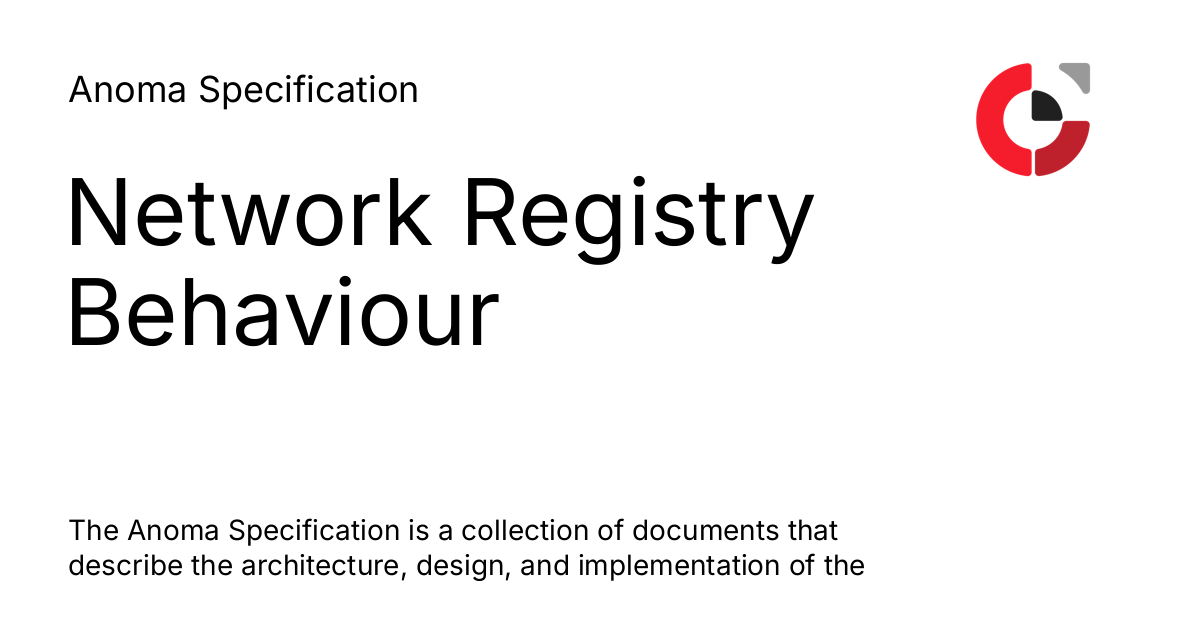 Anoma Specification
Network Registry
Behaviour
The Anoma Specification is a collection of documents that
describe the architecture, design, and implementation of the